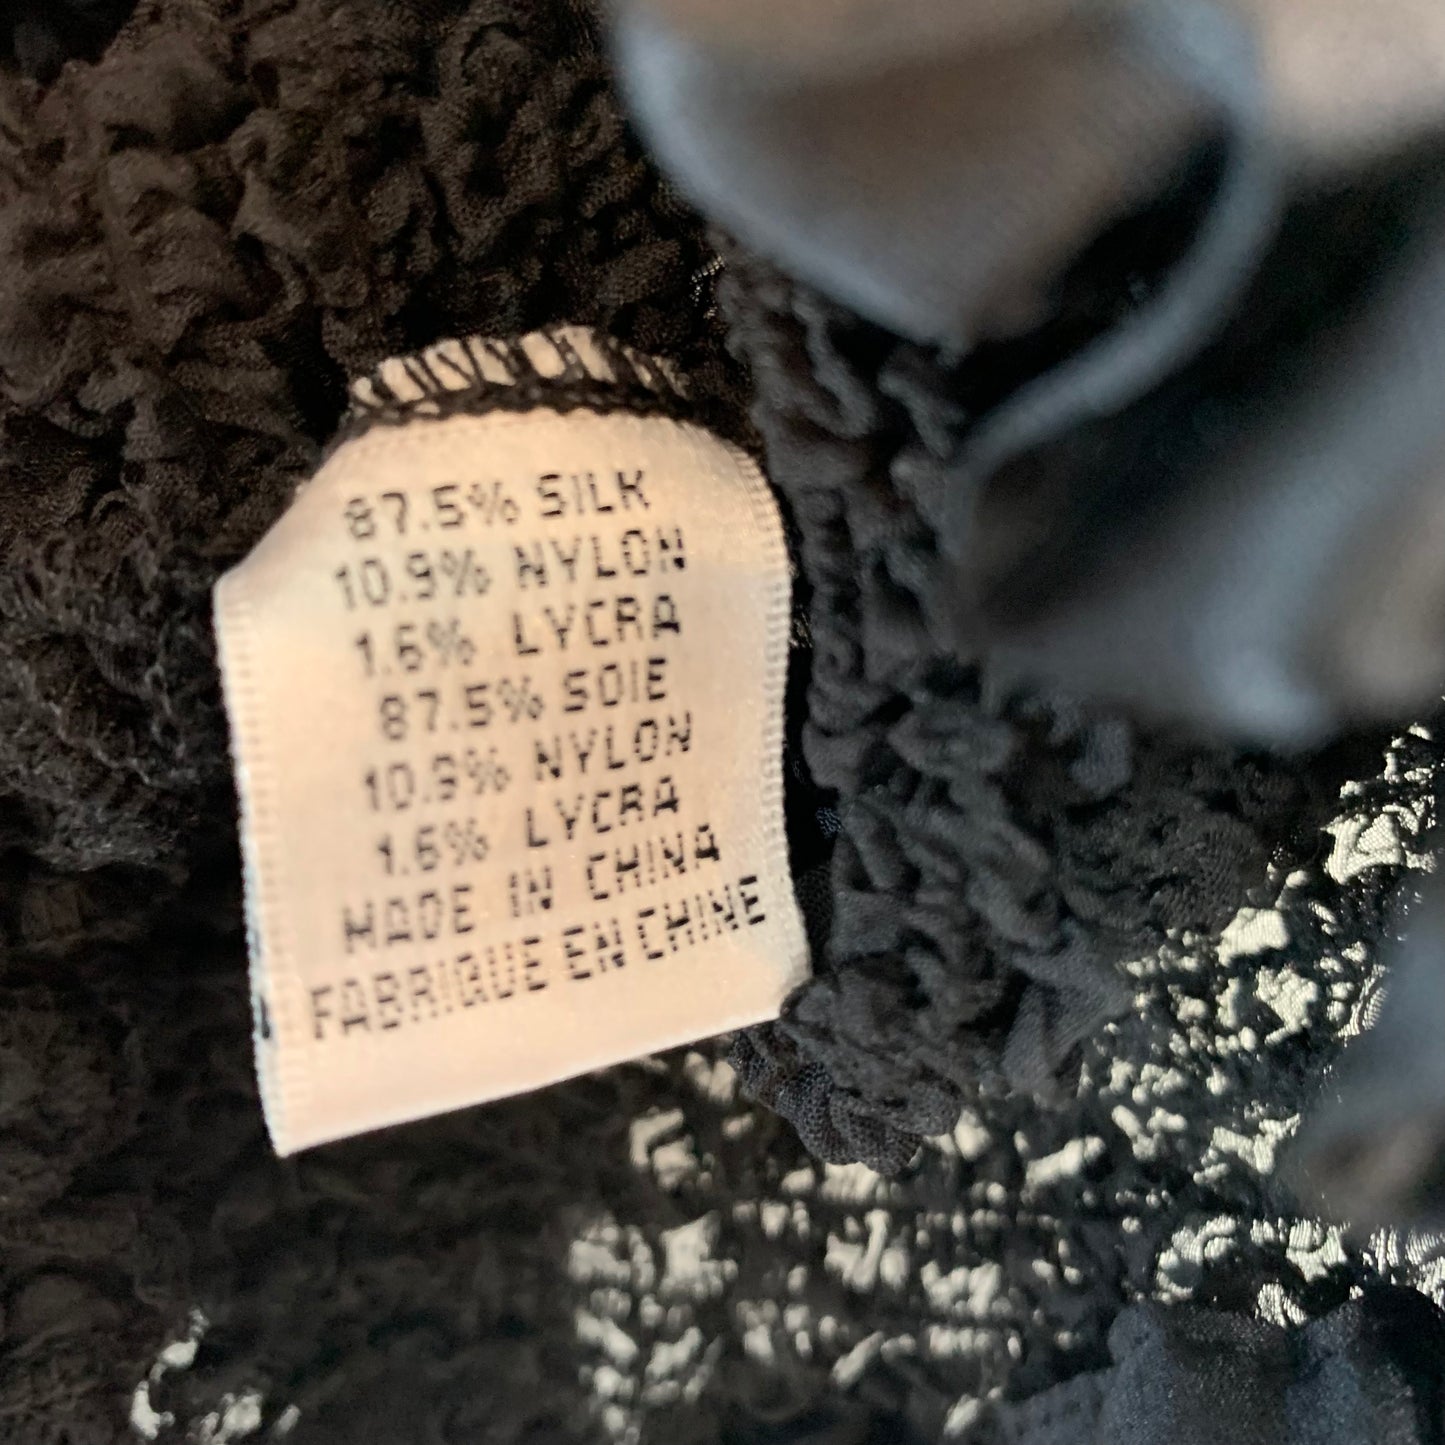 87.5% SILK
10.9% NYLON
1.6% LYCRA
87.5% SOIE
10.9% NYLON
1.6% LYCRA
MADE IN CHINA
FABRIQUE EN CHINE